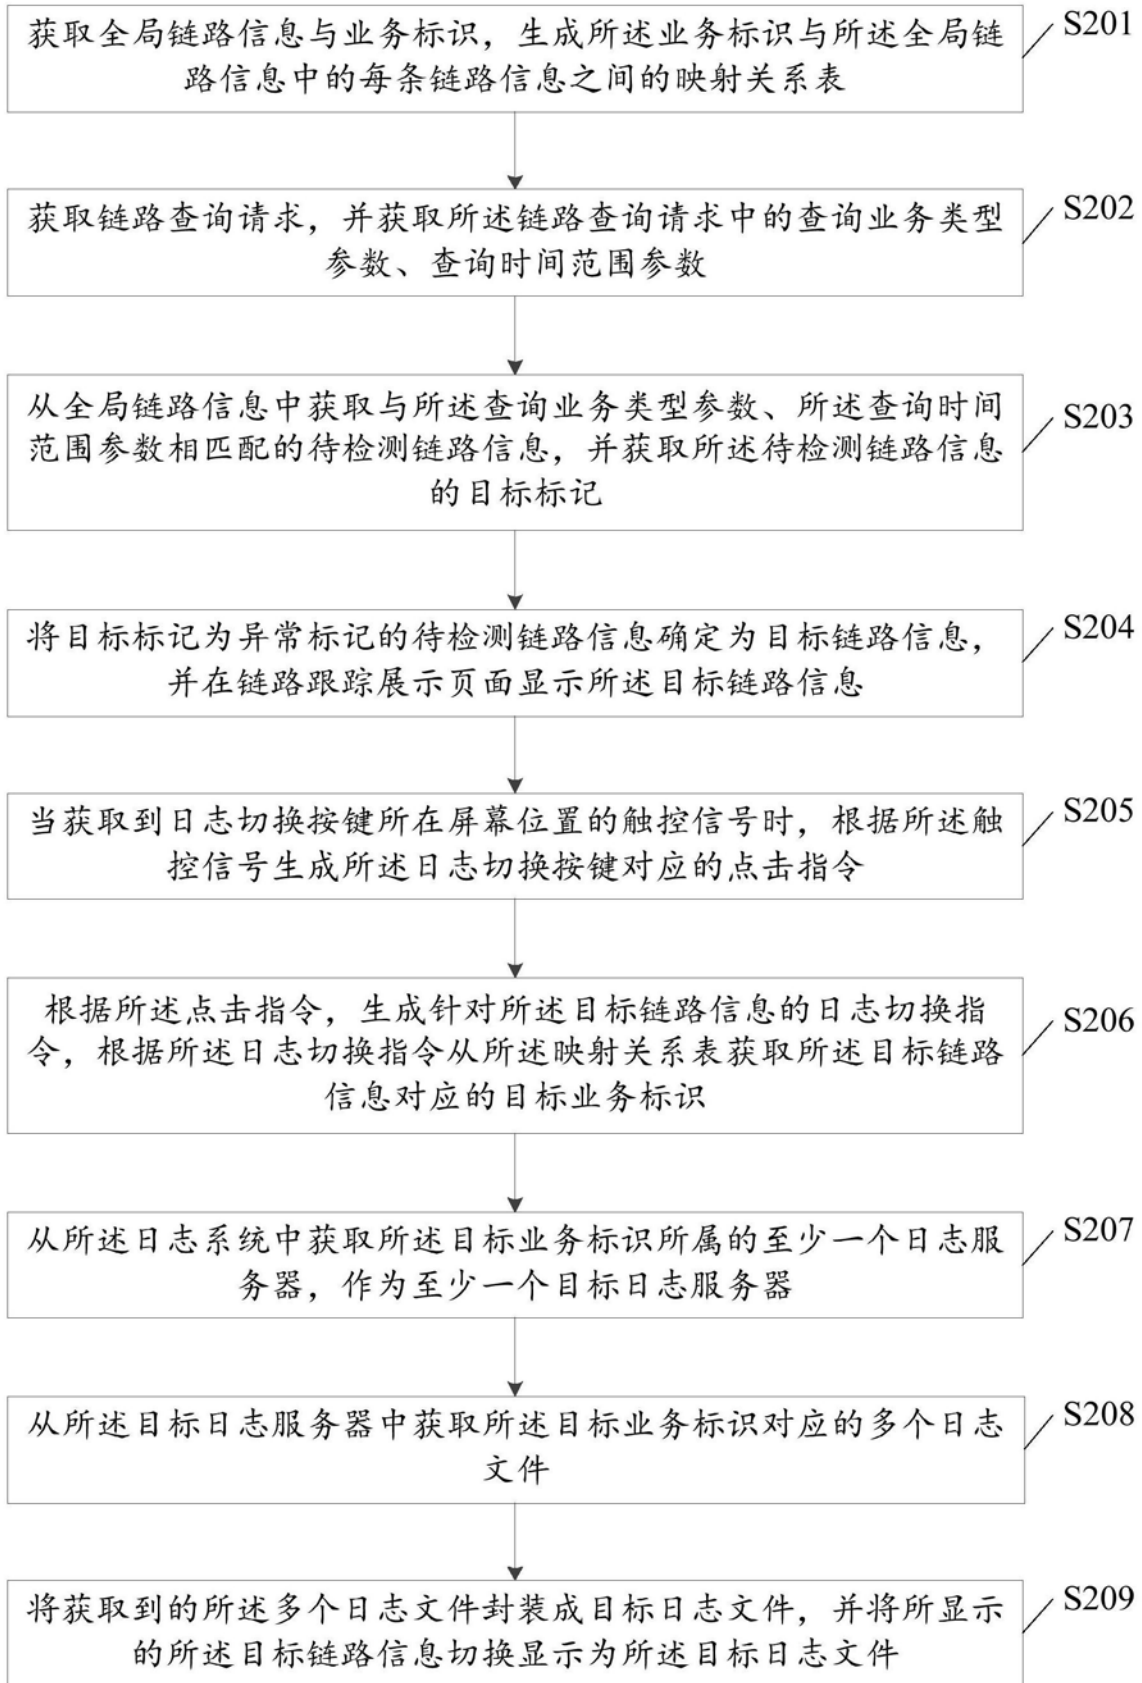 获取全局链路信息与业务标识，生成所述业务标识与所述全局链
路信息中的每条链路信息之间的映射关系表
S201
获取链路查询请求，并获取所述链路查询请求中的查询业务类型
参数、查询时间范围参数
S202
从全局链路信息中获取与所述查询业务类型参数、所述查询时间
范围参数相匹配的待检测链路信息，并获取所述待检测链路信息
的目标标记
S203
将目标标记为异常标记的待检测链路信息确定为目标链路信息，
并在链路跟踪展示页面显示所述目标链路信息
S204
当获取到日志切换按键所在屏幕位置的触控信号时，根据所述触
控信号生成所述日志切换按键对应的点击指令
S205
根据所述点击指令，生成针对所述目标链路信息的日志切换指
令，根据所述日志切换指令从所述映射关系表获取所述目标链路
信息对应的目标业务标识
S206
从所述日志系统中获取所述目标业务标识所属的至少一个日志服
务器，作为至少一个目标日志服务器
S207
从所述目标日志服务器中获取所述目标业务标识对应的多个日志
文件
S208
将获取到的所述多个日志文件封装成目标日志文件，并将所显示
的所述目标链路信息切换显示为所述目标日志文件
S209